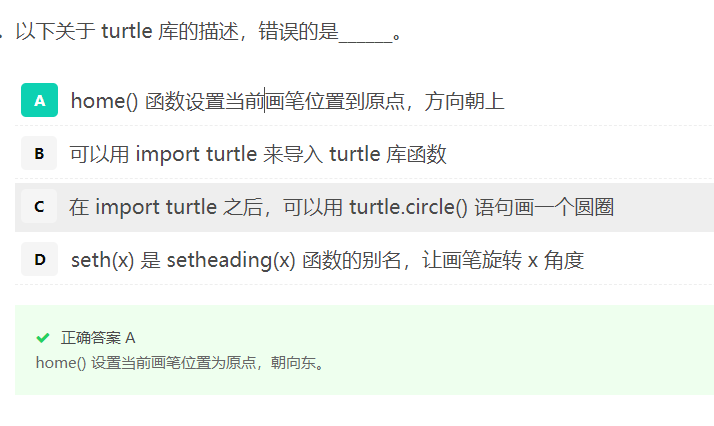 . 以下关于 turtle 库的描述，错误的是______。
A home() 函数设置当前画笔位置到原点，方向朝上
B 可以用 import turtle 来导入 turtle 库函数
C 在 import turtle 之后，可以用 turtle.circle() 语句画一个圆圈
D seth(x) 是 setheading(x) 函数的别名，让画笔旋转 x 角度
正确答案 A
home() 设置当前画笔位置为原点，朝向东。